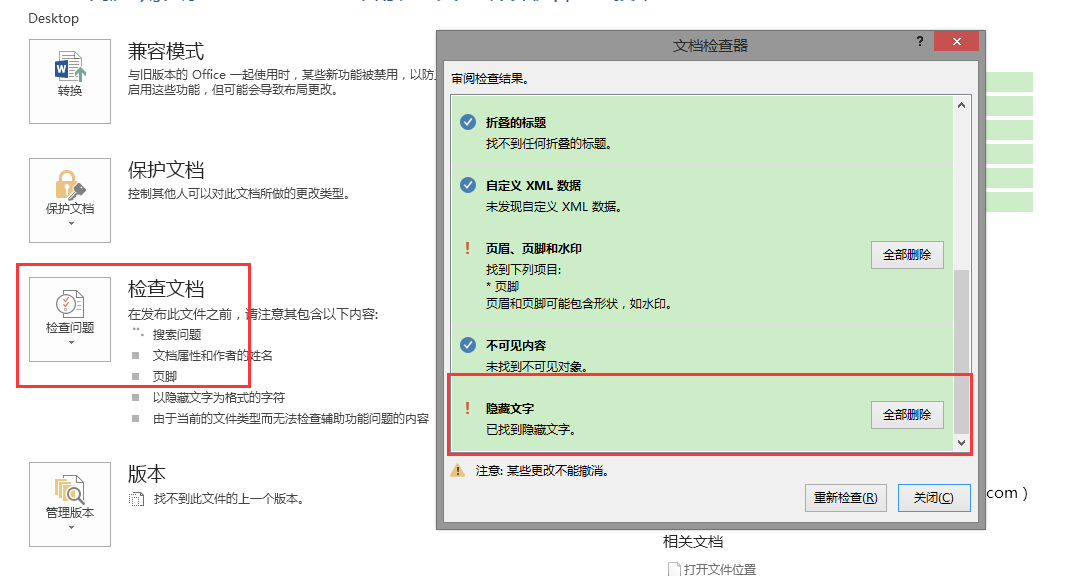 Desktop
兼容模式
与旧版本的 Office 一起使用时，某些新功能被禁用，以防
启用这些功能，但可能会导致布局更改。
转换
保护文档
控制其他人可以对此文档所做的更改类型。
保护文档
检查文档
在发布此文件之前，请注意其包含以下内容:
搜索问题
文档属性和作者的姓名
页脚
以隐藏文字为格式的字符
由于当前的文件类型而无法检查辅助功能问题的内容
检查问题
版本
找不到此文件的上一个版本。
管理版本
文档检查器
?
审阅检查结果。
折叠的标题
找不到任何折叠的标题。
自定义 XML 数据
未发现自定义 XML 数据。
! 页眉、页脚和水印
找到下列项目:
* 页脚
页眉和页脚可能包含形状，如水印。
全部删除
不可见内容
未找到不可见对象。
! 隐藏文字
已找到隐藏文字。
全部删除
注意: 某些更改不能撤消。
重新检查(R)
关闭(C)
com )
相关文档
打开文件位置